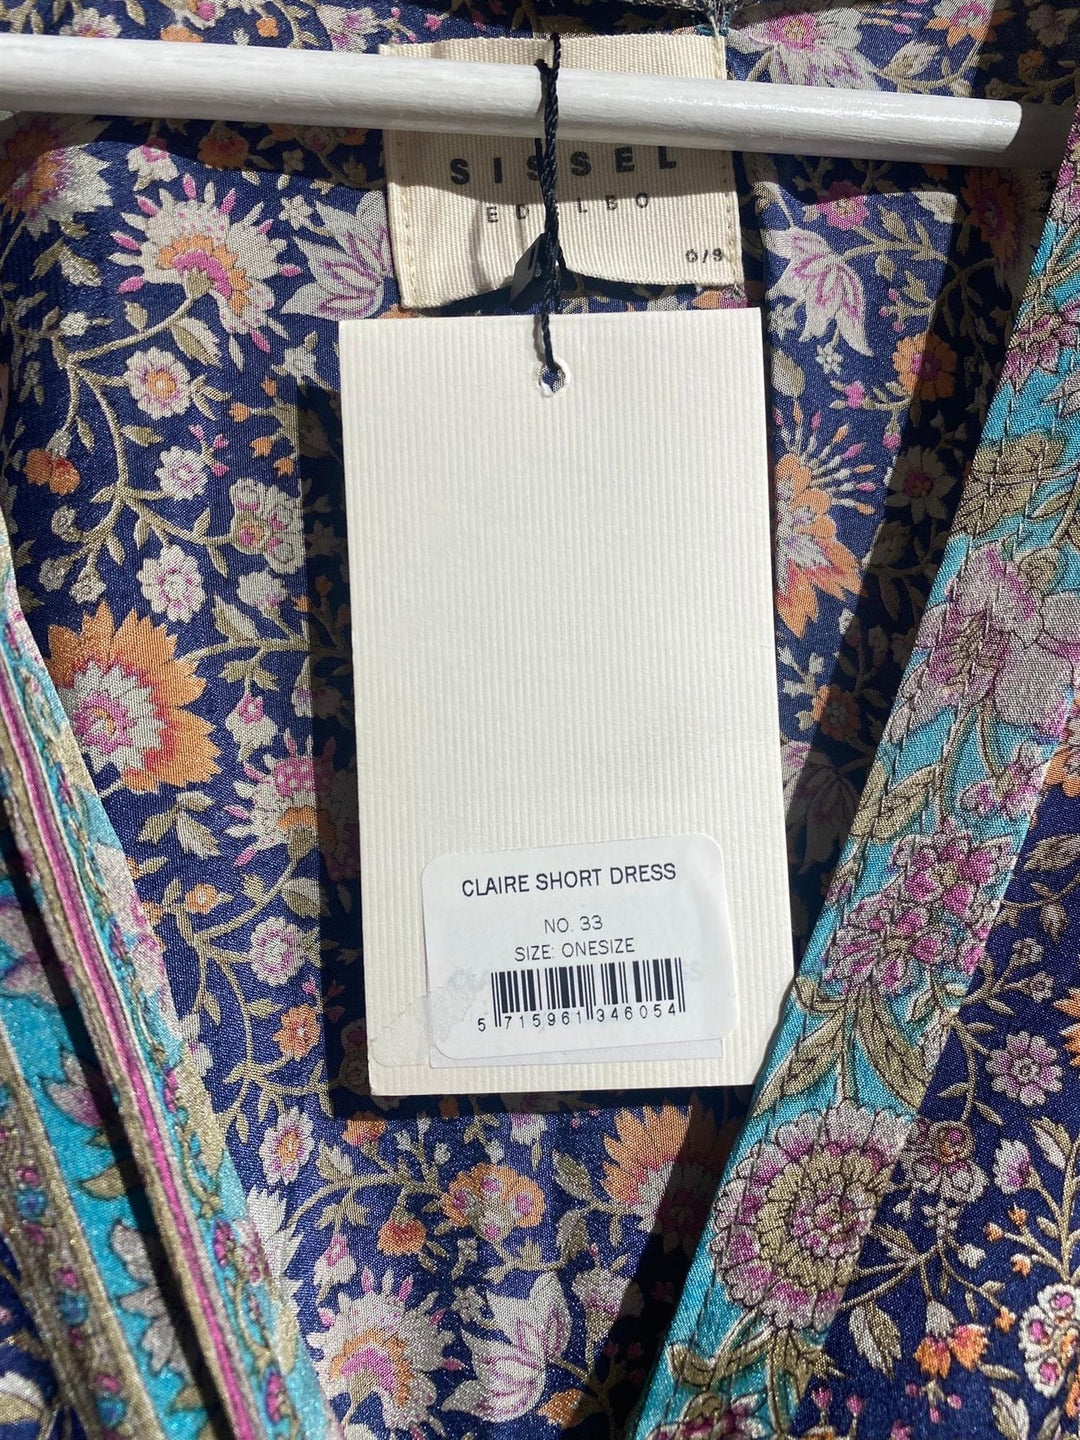 SISSEL
EDELBO
O/S
CLAIRE SHORT DRESS
NO. 33
SIZE: ONESIZE
5 715961 346054